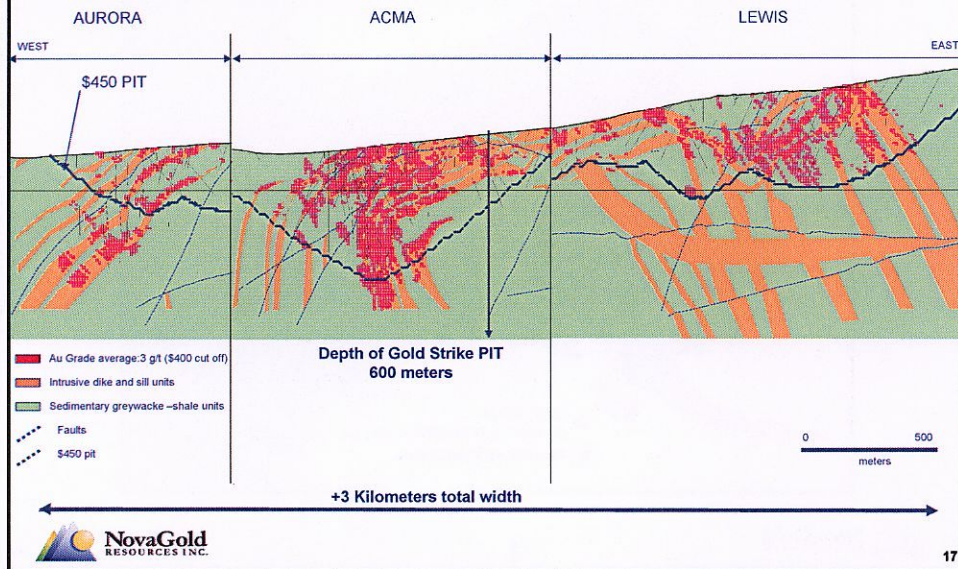 AURORA
ACMA
LEWIS
WEST
EAST
$450 PIT
Depth of Gold Strike PIT
600 meters
Au Grade average:3 g/t ($400 cut off)
Intrusive dike and sill units
Sedimentary greywacke –shale units
Faults
$450 pit
0 500
meters
+3 Kilometers total width
NovaGold
RESOURCES INC.
17